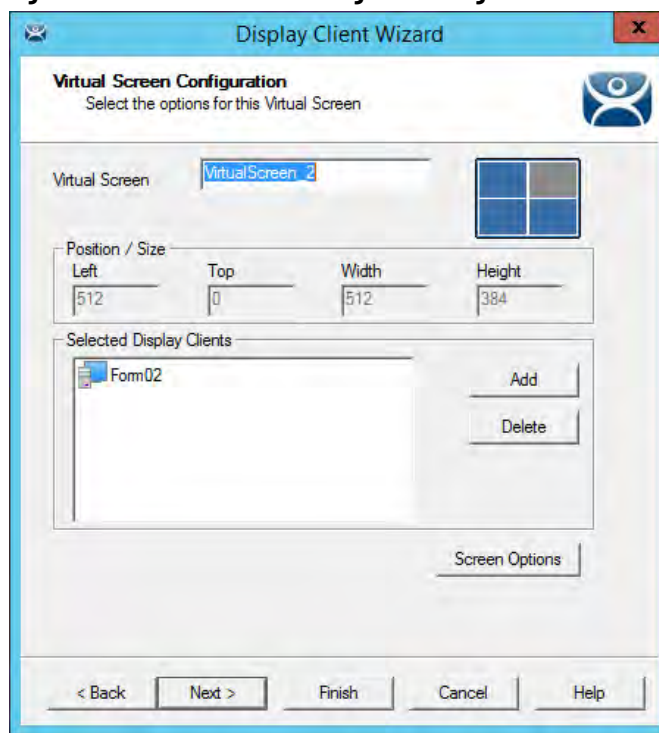 Display Client Wizard
x
Virtual Screen Configuration
Select the options for this Virtual Screen
Virtual Screen VirtualScreen_2
Position / Size
Left Top Width Height
512 0 512 384
Selected Display Clients
Form02
Add
Delete
Screen Options
< Back Next > Finish Cancel Help